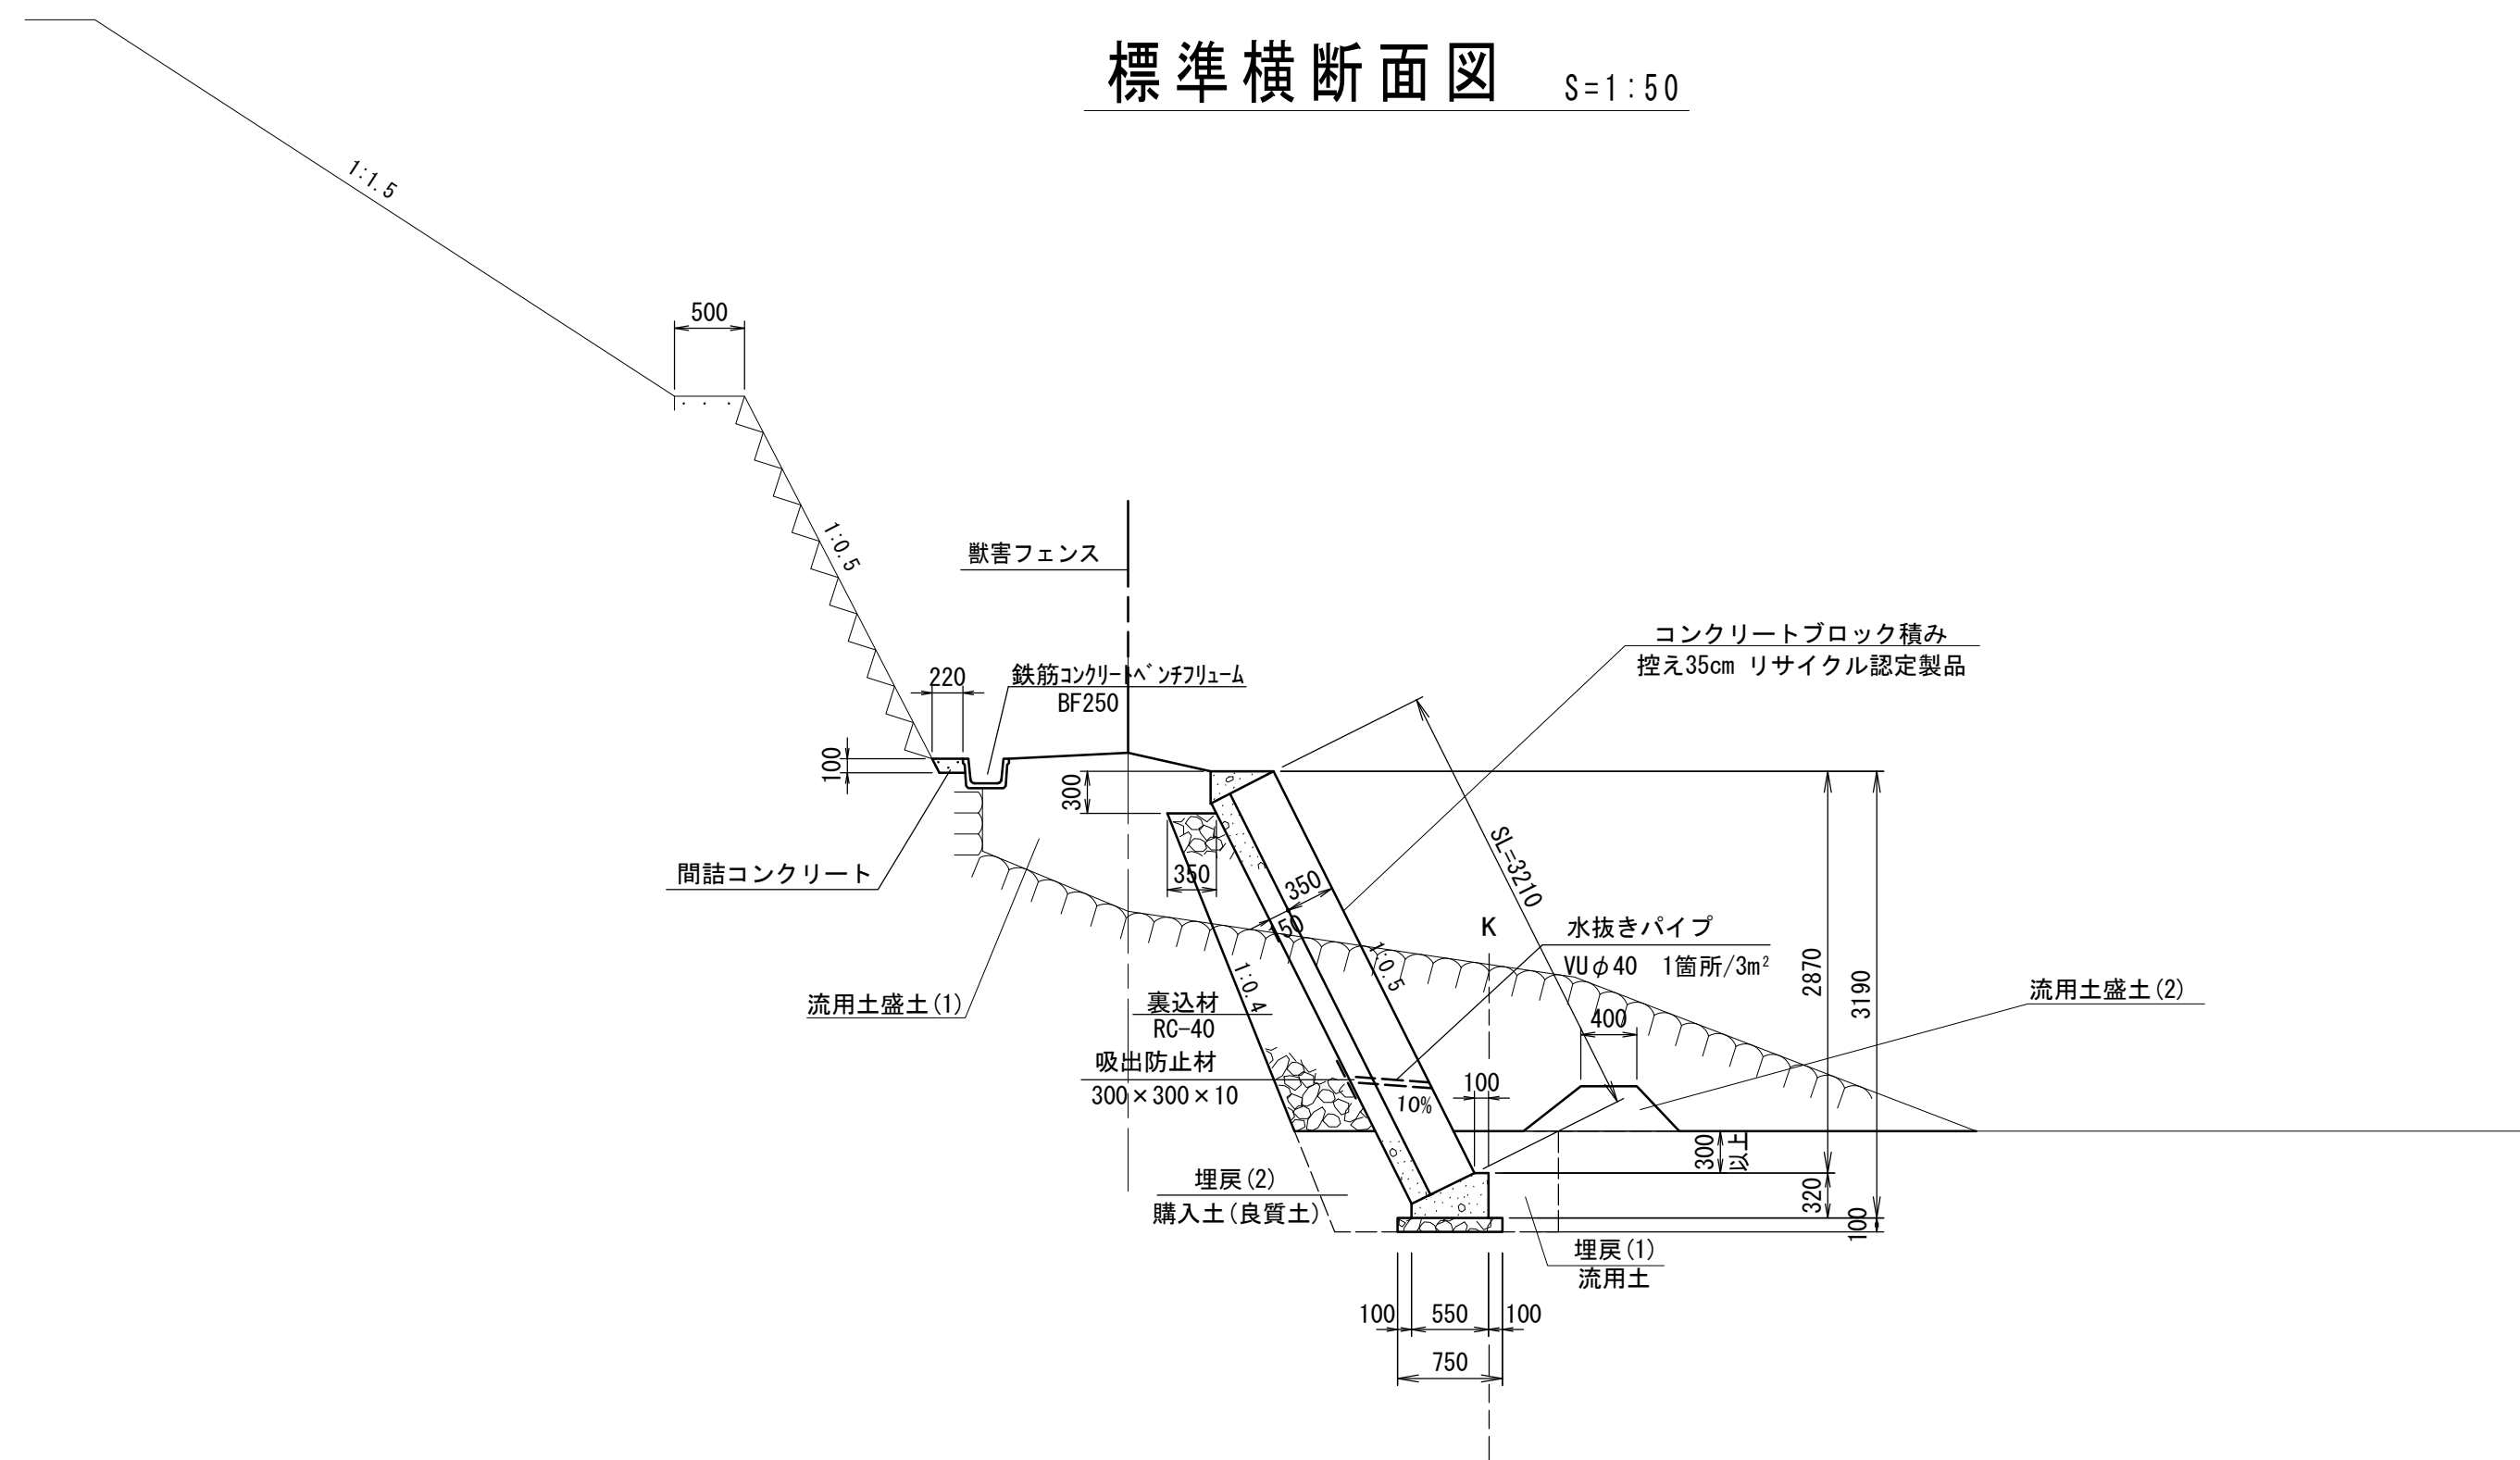 標準横断面図 S=1:50
1:1.5
500
1:0.5
獣害フェンス
コンクリートブロック積み
控え35cm リサイクル認定製品
220
鉄筋コンクリートベンチフリューム
BF250
100
300
間詰コンクリート
350
350
50
SL=3210
K
水抜きパイプ
VUφ40 1箇所/3m²
1:0.5
1:0.4
2870
3190
流用土盛土(1)
裏込材
RC-40
流用土盛土(2)
400
吸出防止材
300×300×10
100
10%
300
以上
埋戻(2)
購入土(良質土)
320
100
埋戻(1)
流用土
100
550
100
750